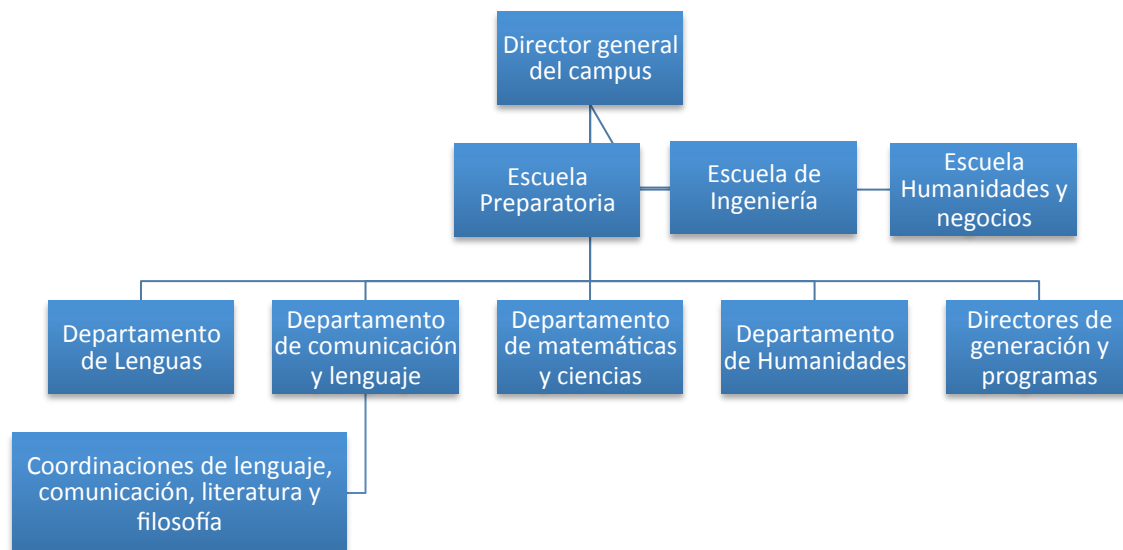 Director general
del campus
Escuela
Preparatoria
Escuela de
Ingeniería
Escuela
Humanidades y
negocios
Departamento
de Lenguas
Departamento
de comunicación
y lenguaje
Departamento
de matemáticas
y ciencias
Departamento
de Humanidades
Directores de
generación y
programas
Coordinaciones de lenguaje,
comunicación, literatura y
filosofía